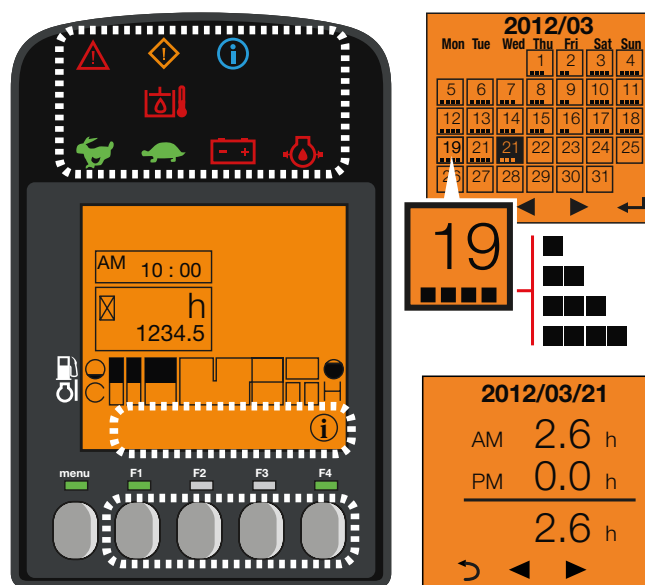 AM 10 : 00
h
1234.5
C H
i
menu F1 F2 F3 F4
2012/03
Mon Tue Wed Thu Fri Sat Sun
1 2 3 4
5 6 7 8 9 10 11
12 13 14 15 16 17 18
19 21 21 22 23 24 25
26 27 28 29 30 31
19
2012/03/21
AM 2.6 h
PM 0.0 h
2.6 h